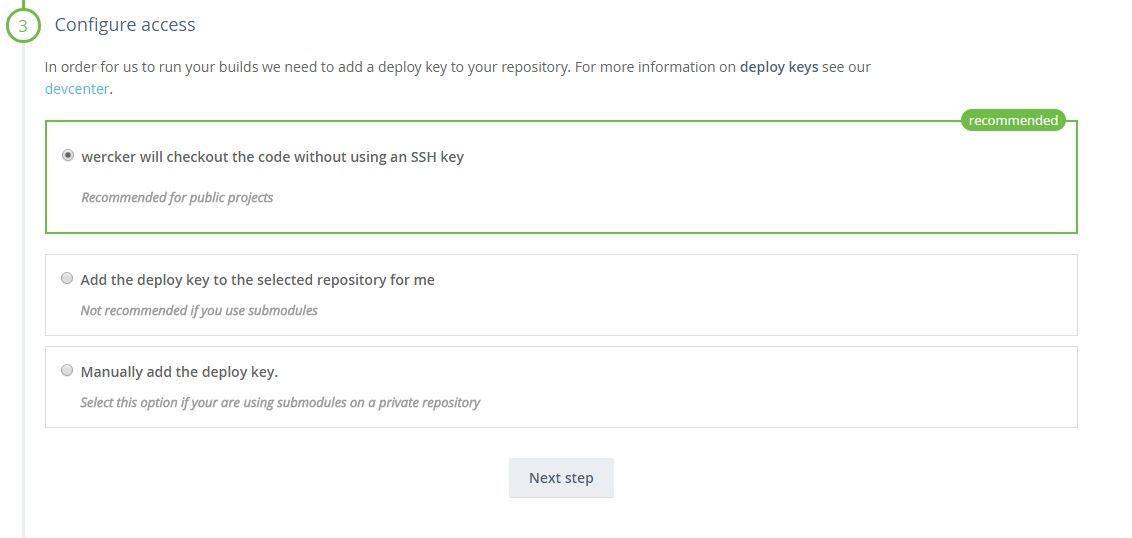 3
Configure access
In order for us to run your builds we need to add a deploy key to your repository. For more information on deploy keys see our
devcenter.
recommended
wercker will checkout the code without using an SSH key
Recommended for public projects
Add the deploy key to the selected repository for me
Not recommended if you use submodules
Manually add the deploy key.
Select this option if your are using submodules on a private repository
Next step